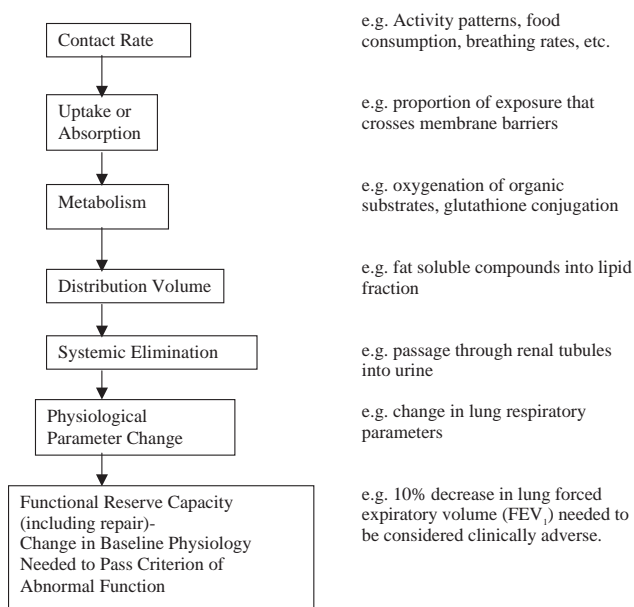 Contact Rate
e.g. Activity patterns, food
consumption, breathing rates, etc.
Uptake or
Absorption
e.g. proportion of exposure that
crosses membrane barriers
Metabolism
e.g. oxygenation of organic
substrates, glutathione conjugation
Distribution Volume
e.g. fat soluble compounds into lipid
fraction
Systemic Elimination
e.g. passage through renal tubules
into urine
Physiological
Parameter Change
e.g. change in lung respiratory
parameters
Functional Reserve Capacity
(including repair)-
Change in Baseline Physiology
Needed to Pass Criterion of
Abnormal Function
e.g. 10% decrease in lung forced
expiratory volume (FEV₁) needed to
be considered clinically adverse.